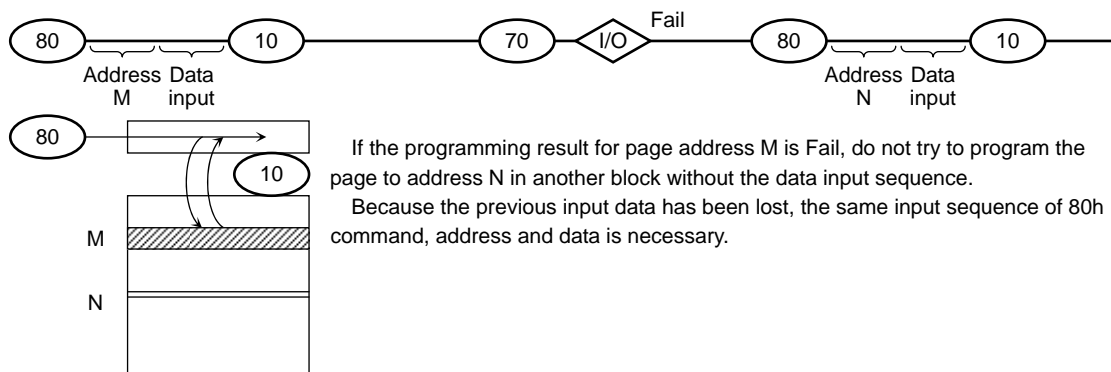 Fail
80 10 70 I/O 80 10
Address Data Address Data
M input N input
80
If the programming result for page address M is Fail, do not try to program the
10
page to address N in another block without the data input sequence.
Because the previous input data has been lost, the same input sequence of 80h
M
command, address and data is necessary.
N